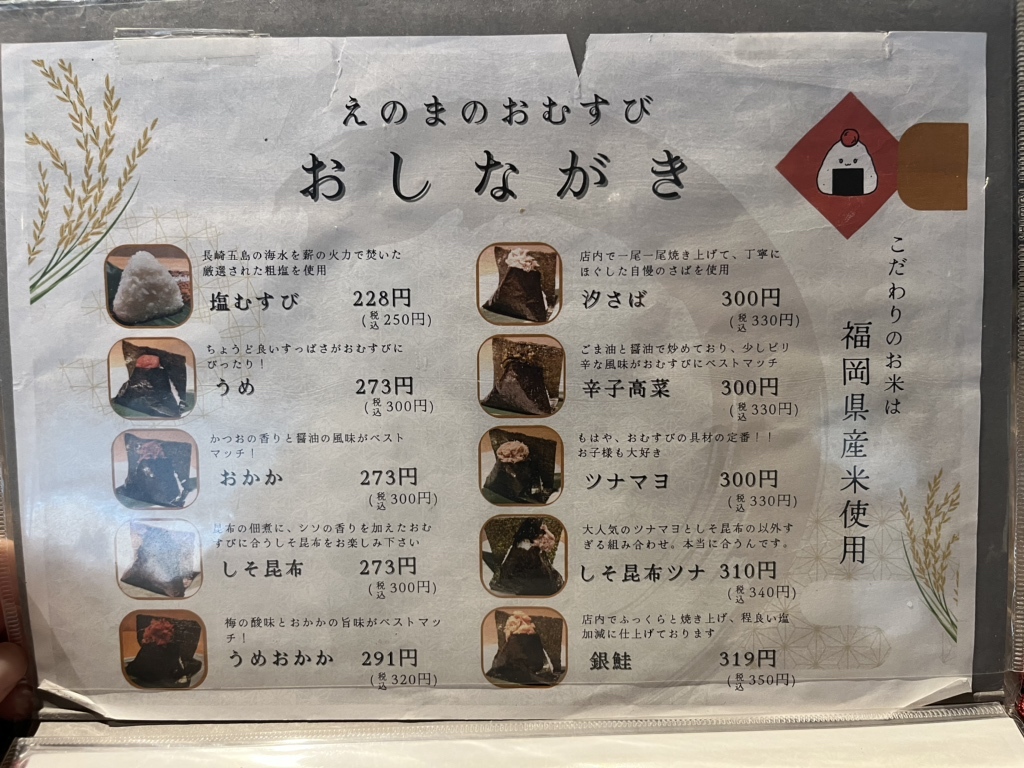 えのまのおむすび
おしながき
長崎五島の海水を薪の火力で焚いた
厳選された粗塩を使用
塩むすび 228円
(税込250円)
ちょうど良いすっぱさがおむすびに
ぴったり！
うめ 273円
(税込300円)
かつおの香りと醤油の風味がベスト
マッチ！
おかか 273円
(税込300円)
昆布の佃煮に、シソの香りを加えたおむ
すびに合うしそ昆布をお楽しみ下さい
しそ昆布 273円
(税込300円)
梅の酸味とおかかの旨味がベストマッ
チ！
うめおかか 291円
(税込320円)
店内で一尾一尾焼き上げて、丁寧に
ほぐした自慢のさばを使用
汐さば 300円
(税込330円)
ごま油と醤油で炒めており、少しピリ
辛な風味がおむすびにベストマッチ
辛子高菜 300円
(税込330円)
もはや、おむすびの具材の定番！！
お子様も大好き
ツナマヨ 300円
(税込330円)
大人気のツナマヨとしそ昆布の以外す
ぎる組み合わせ。本当に合うんです。
しそ昆布ツナ 310円
(税込340円)
店内でふっくらと焼き上げ、程良い塩
加減に仕上げております
銀鮭 319円
(税込350円)
こだわりのお米は
福岡県産米使用